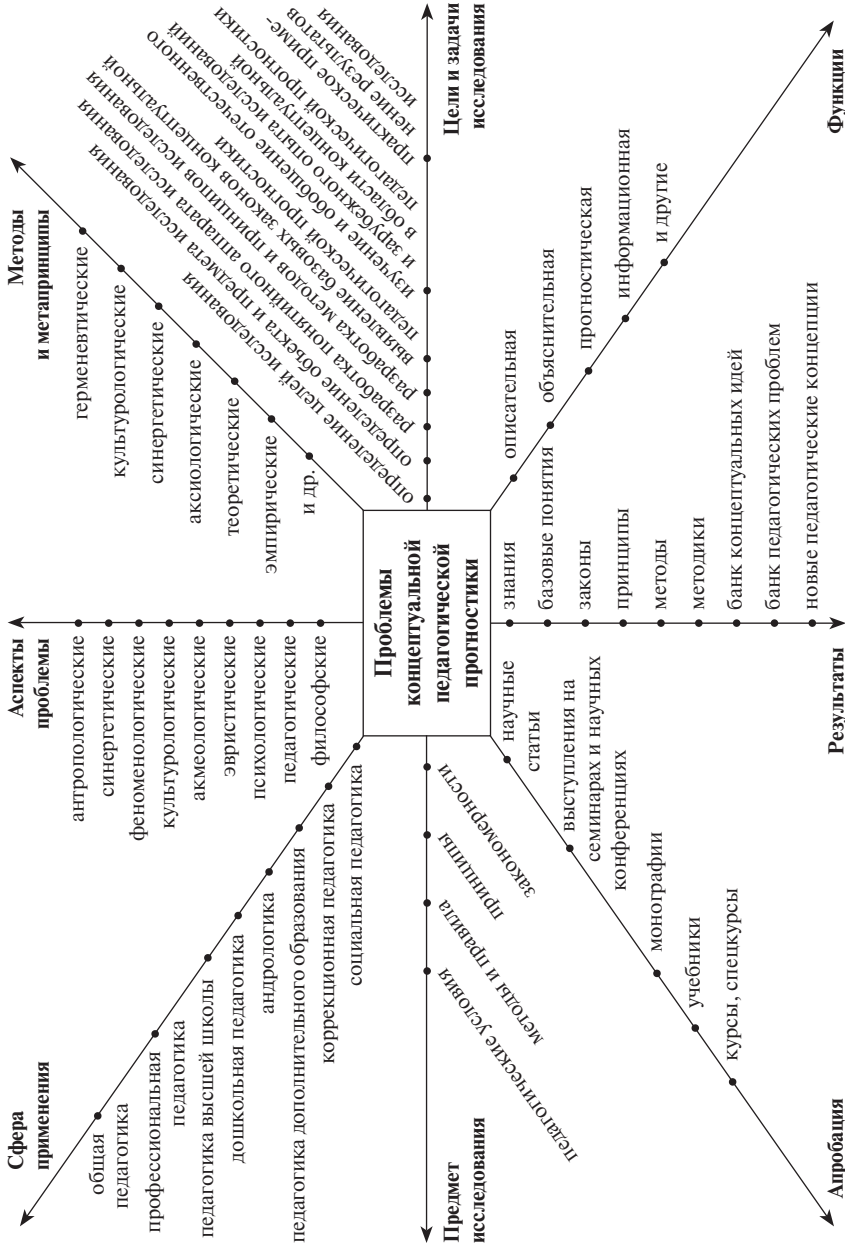 Сфера
применения
общая
педагогика
профессиональная
педагогика
педагогика высшей школы
дошкольная педагогика
андрология
педагогика дополнительного образования
коррекционная педагогика
социальная педагогика
Аспекты
проблемы
антропологические
синергетические
феноменологические
культурологические
акмеологические
эвристические
психологические
педагогические
философские
Методы
и метапринципы
герменевтические
культурологические
синергетические
аксиологические
теоретические
эмпирические
и др.
Цели и задачи
исследования
определение целей исследования
определение объекта и предмета исследования
разработка понятийного аппарата исследования
разработка методов и принципов исследования
выявление базовых законов концептуальной
педагогической прогностики
изучение и обобщение отечественного
и зарубежного опыта исследований
в области концептуальной
педагогической прогностики
практическое приме-
нение результатов
исследования
Проблемы
концептуальной
педагогической
прогностики
Предмет
исследования
закономерности
принципы
методы и правила
педагогические условия
Апробация
научные
статьи
выступления на
семинарах и научных
конференциях
монографии
учебники
курсы, спецкурсы
Результаты
знания
базовые понятия
законы
принципы
методы
методики
банк концептуальных идей
банк педагогических проблем
новые педагогические концепции
Функции
описательная
объяснительная
прогностическая
информационная
и другие